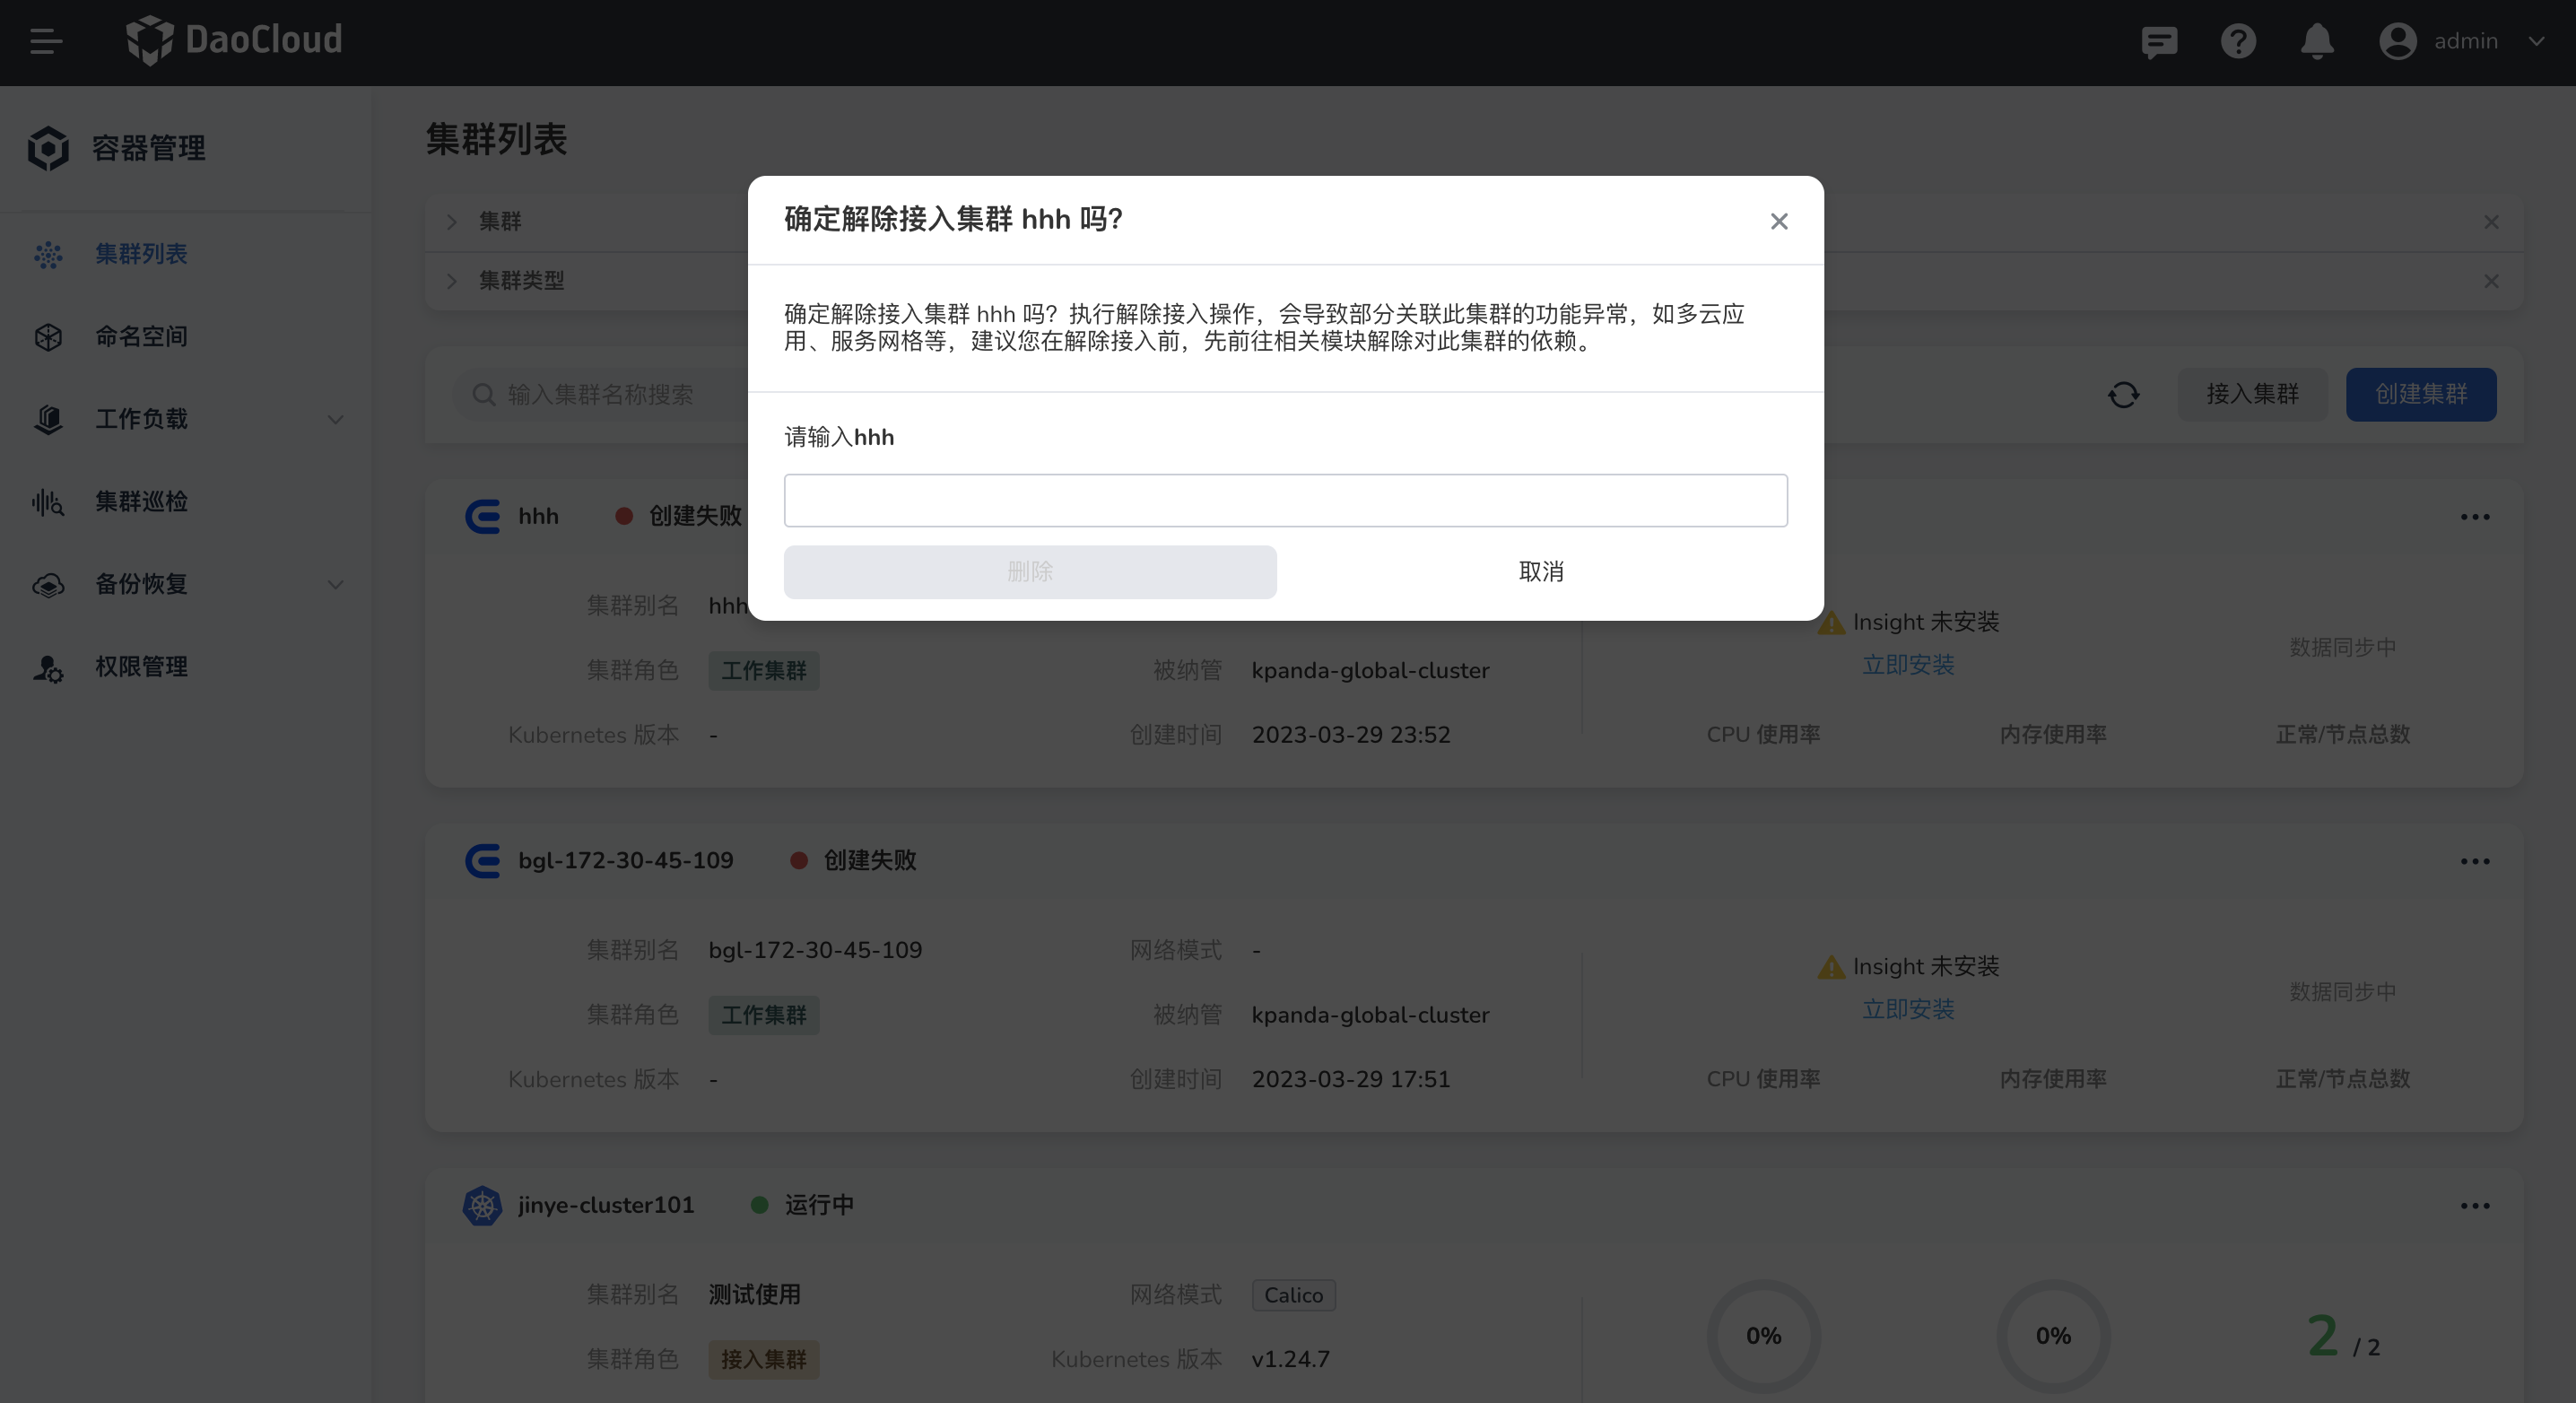 DaoCloud
admin
容器管理
集群列表
命名空间
工作负载
集群巡检
备份恢复
权限管理
集群列表
集群
集群类型
输入集群名称搜索
接入集群
创建集群
确定解除接入集群 hhh 吗?
确定解除接入集群 hhh 吗？执行解除接入操作，会导致部分关联此集群的功能异常，如多云应
用、服务网格等，建议您在解除接入前，先前往相关模块解除对此集群的依赖。
请输入hhh
删除
取消
hhh
创建失败
集群别名
hhh
集群角色
工作集群
被纳管
kpanda-global-cluster
Kubernetes 版本
-
创建时间
2023-03-29 23:52
Insight 未安装
立即安装
数据同步中
CPU 使用率
内存使用率
正常/节点总数
bgl-172-30-45-109
创建失败
集群别名
bgl-172-30-45-109
网络模式
-
集群角色
工作集群
被纳管
kpanda-global-cluster
Kubernetes 版本
-
创建时间
2023-03-29 17:51
Insight 未安装
立即安装
数据同步中
CPU 使用率
内存使用率
正常/节点总数
jinye-cluster101
运行中
集群别名
测试使用
网络模式
Calico
集群角色
接入集群
Kubernetes 版本
v1.24.7
0%
0%
2 / 2